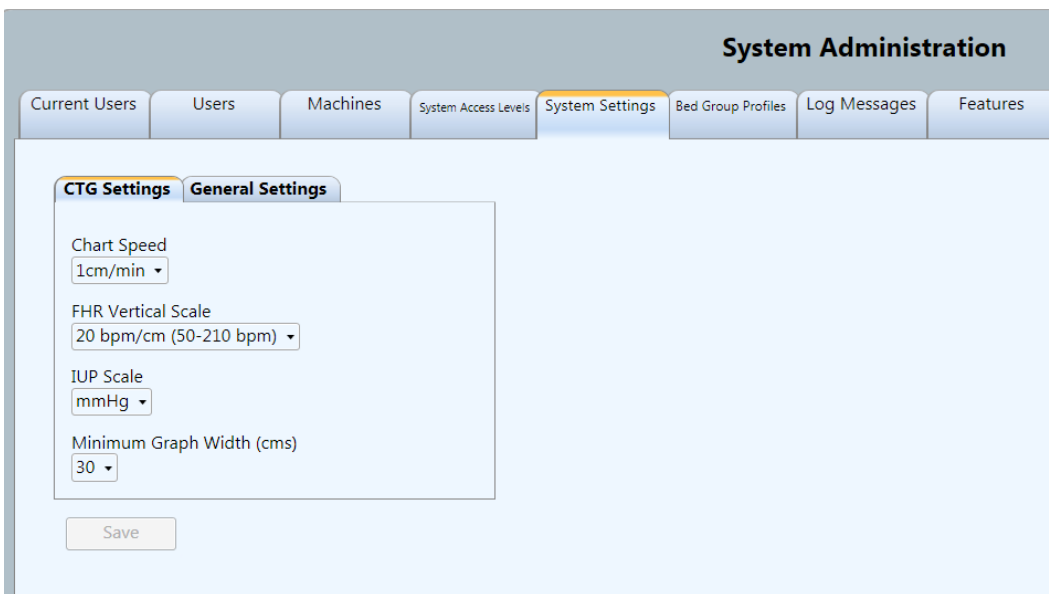 System Administration
Current Users Users Machines System Access Levels System Settings Bed Group Profiles Log Messages Features
CTG Settings General Settings
Chart Speed
1cm/min
FHR Vertical Scale
20 bpm/cm (50-210 bpm)
IUP Scale
mmHg
Minimum Graph Width (cms)
30
Save